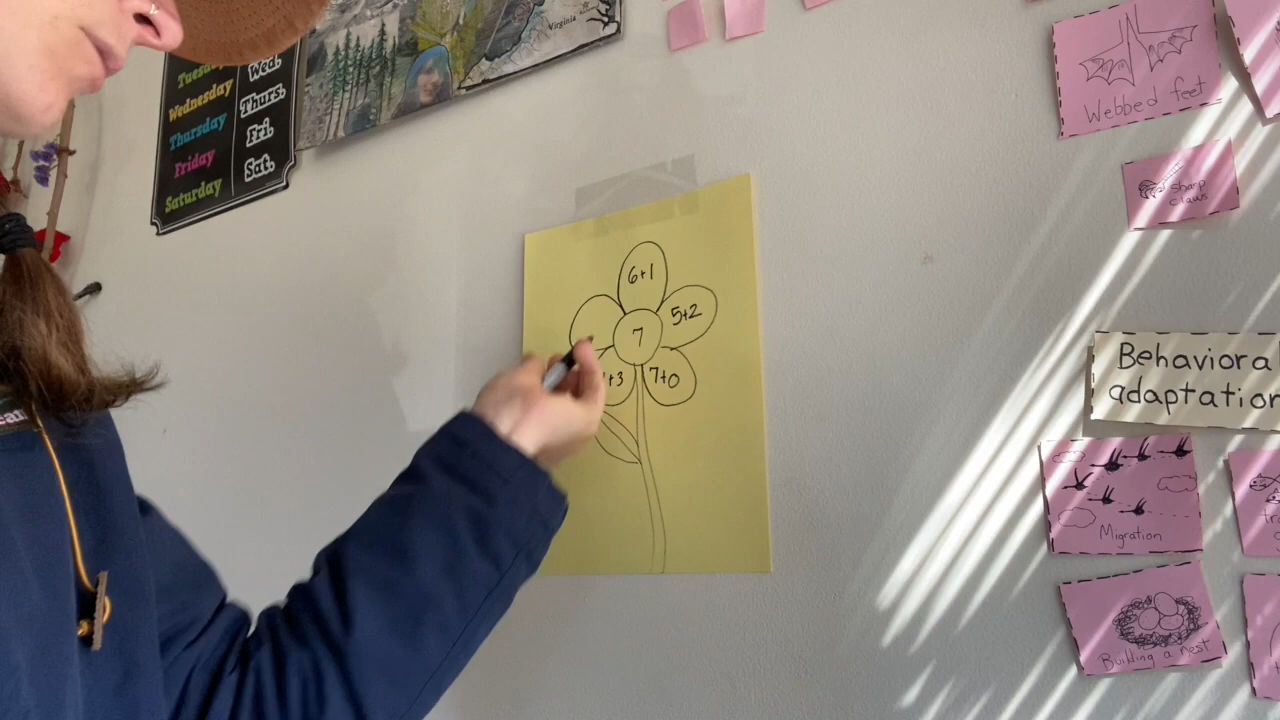 Tuesday
Wednesday
Thursday
Friday
Saturday
Wed.
Thurs.
Fri.
Sat.
Virginia
6+1
5+2
7
+3
7+0
Webbed feet
sharp
claws
Behaviora
adaptation
Migration
Building a nest